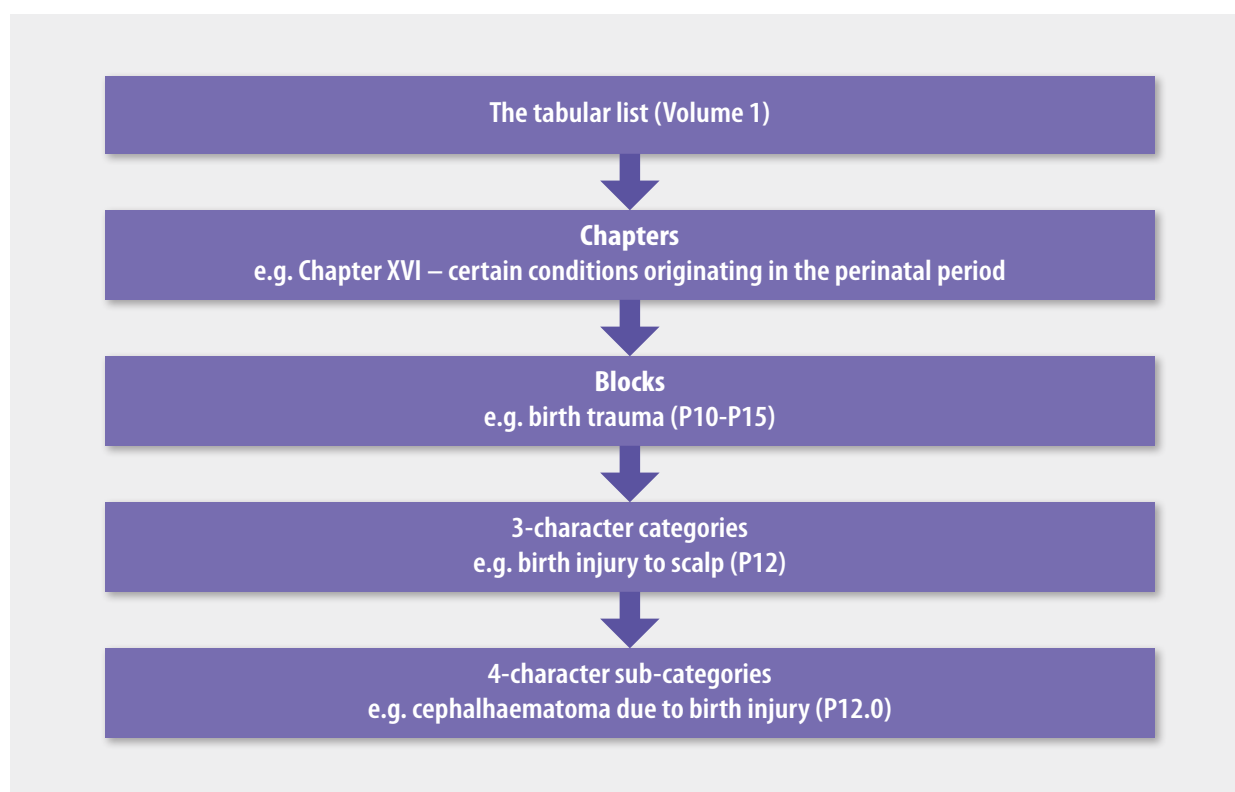 The tabular list (Volume 1)
Chapters
e.g. Chapter XVI – certain conditions originating in the perinatal period
Blocks
e.g. birth trauma (P10-P15)
3-character categories
e.g. birth injury to scalp (P12)
4-character sub-categories
e.g. cephalhaematoma due to birth injury (P12.0)